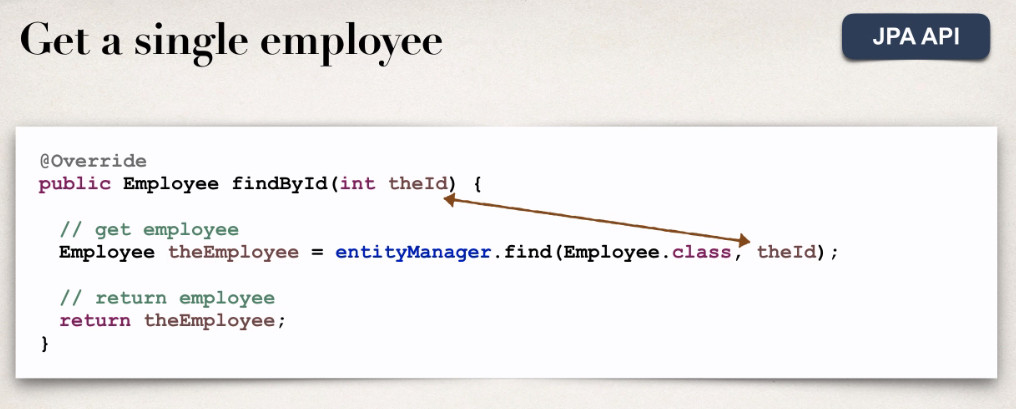 Get a single employee
JPA API
@Override
public Employee findById(int theId) {
// get employee
Employee theEmployee = entityManager.find(Employee.class, theId);
// return employee
return theEmployee;
}